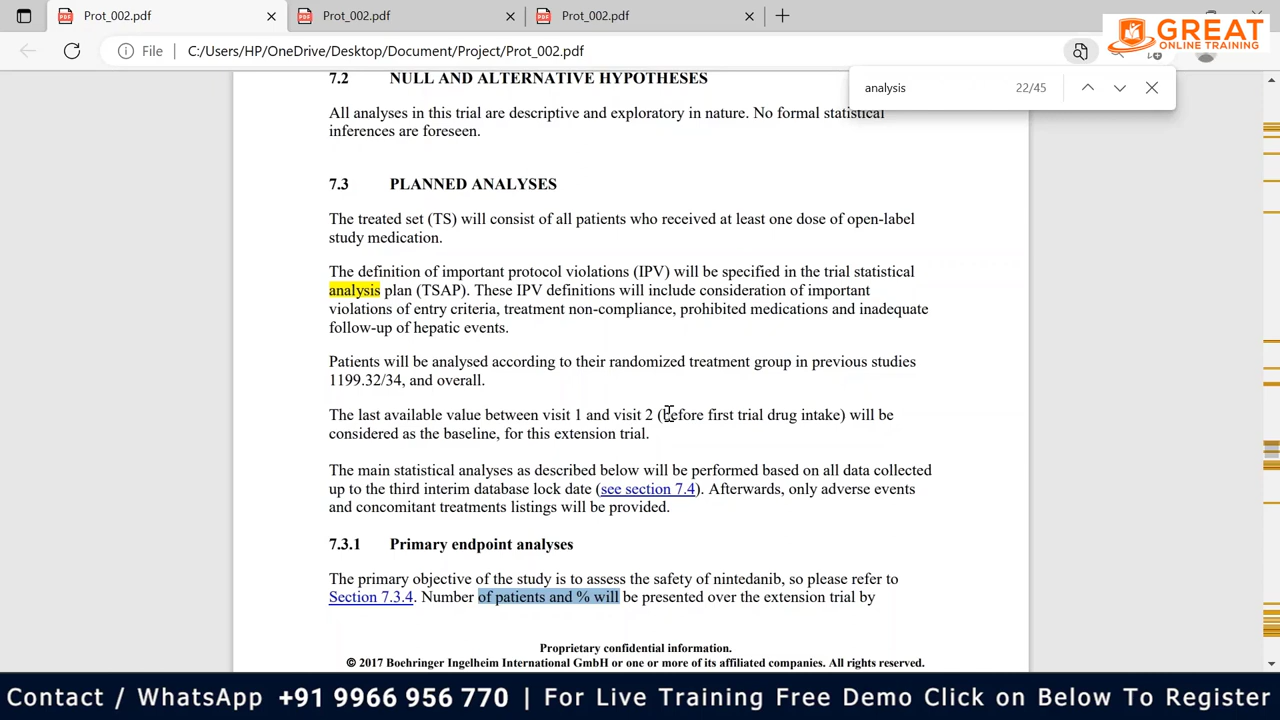 Prot_002.pdf
Prot_002.pdf
Prot_002.pdf
File
C:/Users/HP/OneDrive/Desktop/Document/Project/Prot_002.pdf
GREAT
ONLINE TRAINING
analysis 22/45
7.2 NULL AND ALTERNATIVE HYPOTHESES
All analyses in this trial are descriptive and exploratory in nature. No formal statistical
inferences are foreseen.
7.3 PLANNED ANALYSES
The treated set (TS) will consist of all patients who received at least one dose of open-label
study medication.
The definition of important protocol violations (IPV) will be specified in the trial statistical
analysis plan (TSAP). These IPV definitions will include consideration of important
violations of entry criteria, treatment non-compliance, prohibited medications and inadequate
follow-up of hepatic events.
Patients will be analysed according to their randomized treatment group in previous studies
1199.32/34, and overall.
The last available value between visit 1 and visit 2 (before first trial drug intake) will be
considered as the baseline, for this extension trial.
The main statistical analyses as described below will be performed based on all data collected
up to the third interim database lock date (see section 7.4). Afterwards, only adverse events
and concomitant treatments listings will be provided.
7.3.1 Primary endpoint analyses
The primary objective of the study is to assess the safety of nintedanib, so please refer to
Section 7.3.4. Number of patients and % will be presented over the extension trial by
Proprietary confidential information.
© 2017 Boehringer Ingelheim International GmbH or one or more of its affiliated companies. All rights reserved.
Contact / WhatsApp +91 9966 956 770 | For Live Training Free Demo Click on Below To Register